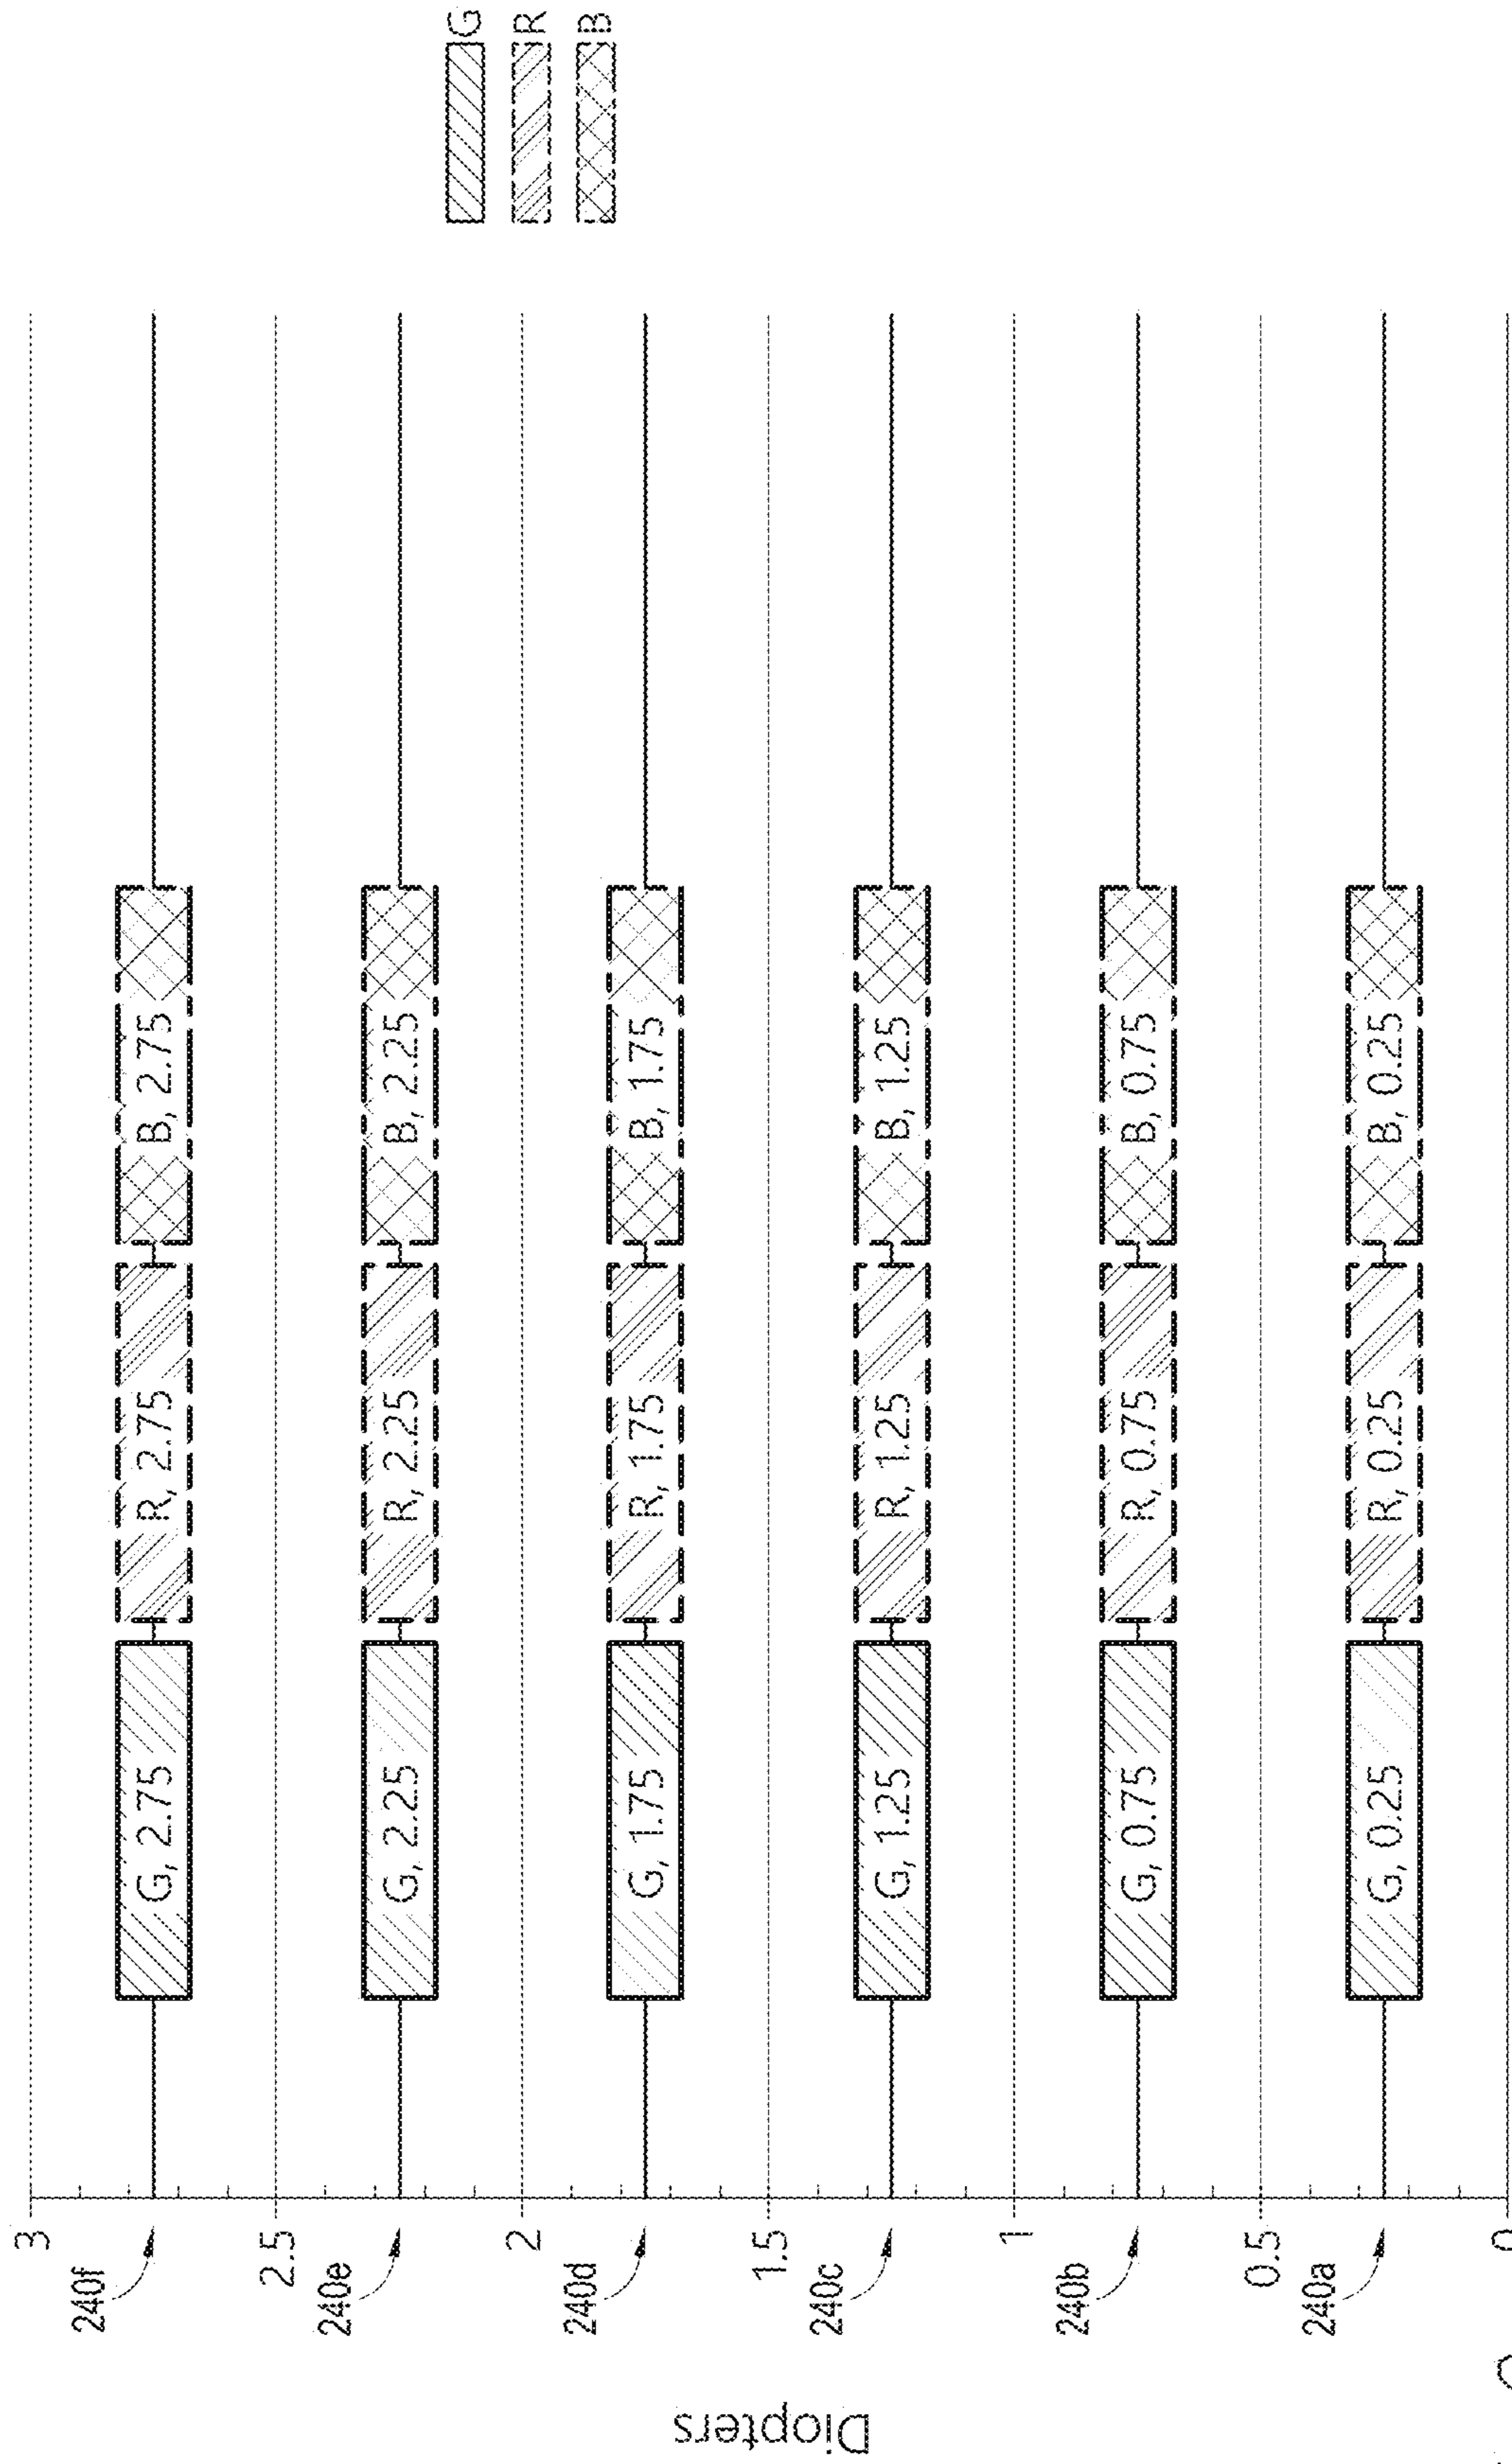 G
R
B
3
240f
G, 2.75 R, 2.75 B, 2.75
2.5
240e
G, 2.25 R, 2.25 B, 2.25
2
240d
G, 1.75 R, 1.75 B, 1.75
1.5
240c
G, 1.25 R, 1.25 B, 1.25
1
240b
G, 0.75 R, 0.75 B, 0.75
0.5
240a
G, 0.25 R, 0.25 B, 0.25
0
Diopters